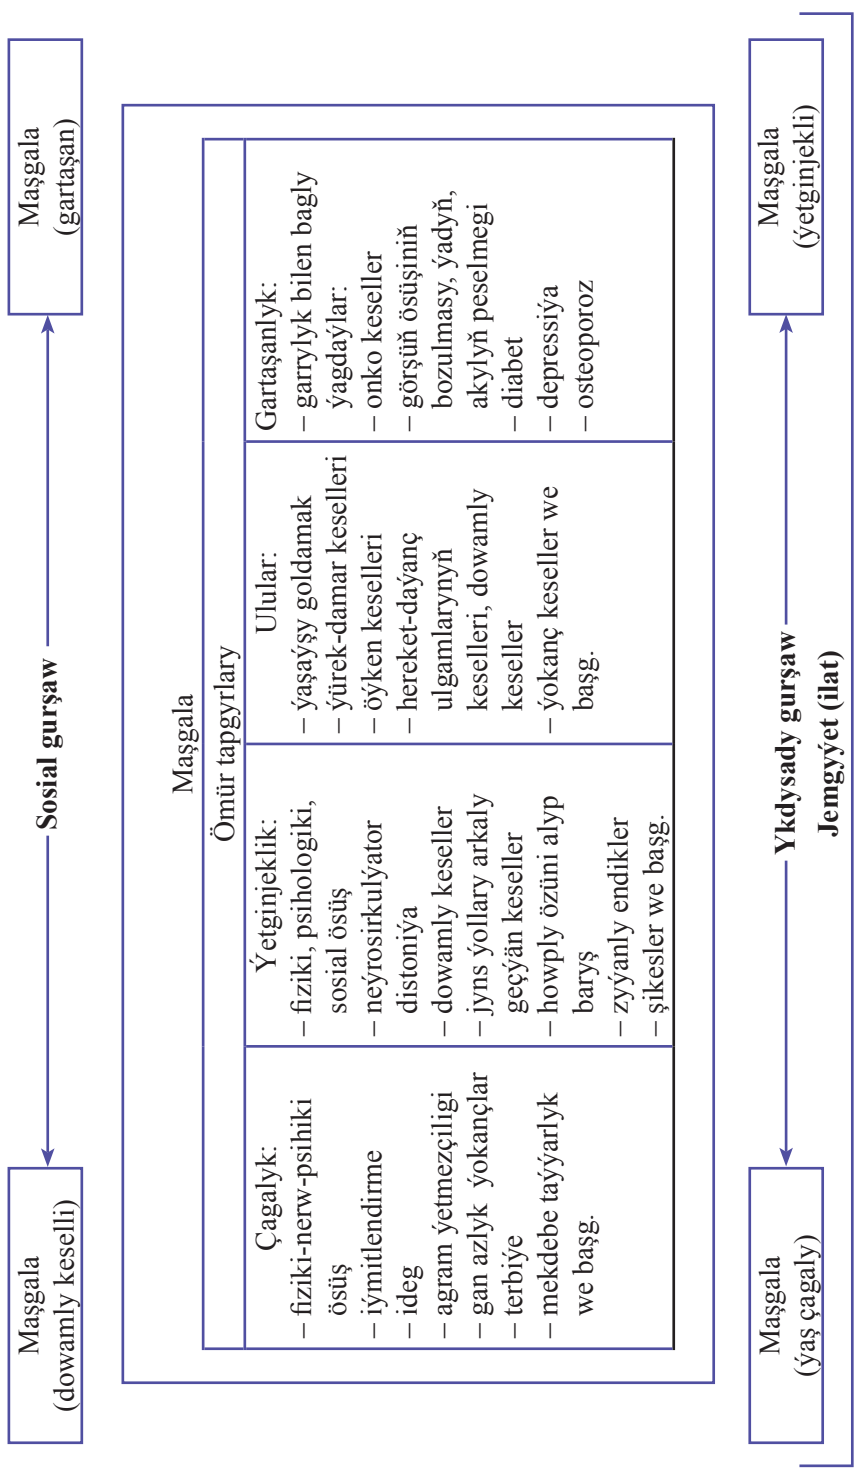 Maşgala
(dowamly keselli)
Sosial gurşaw
Maşgala
(gartaşan)
Maşgala
Ömür tapgyrlary
Çagalyk:
– fiziki-nerw-psihiki
ösüş
– iýmitlendirme
– ideg
– agram ýetmezçiligi
– gan azlyk ýokançlar
– terbiýe
– mekdebe taýýarlyk
we başg.
Ýetginjeklik:
– fiziki, psihologiki,
sosial ösüş
– neýrosirkulýator
distoniýa
– dowamly keseller
– jyns ýollary arkaly
geçýän keseller
– howply özüni alyp
baryş
– zyýanly endikler
– şikesler we başg.
Ulular:
– ýaşaýşy goldamak
– ýürek-damar keselleri
– öýken keselleri
– hereket-daýanç
ulgamlarynyň
keselleri, dowamly
keseller
– ýokanç keseller we
başg.
Gartaşanlyk:
– garrylyk bilen bagly
ýagdaýlar:
– onko keseller
– görşüň ösüşiniň
bozulmasy, ýadyň,
akylyň peselmegi
– diabet
– depressiýa
– osteoporoz
Maşgala
(ýaş çagaly)
Ykdysady gurşaw
Jemgyýet (ilat)
Maşgala
(ýetginjekli)